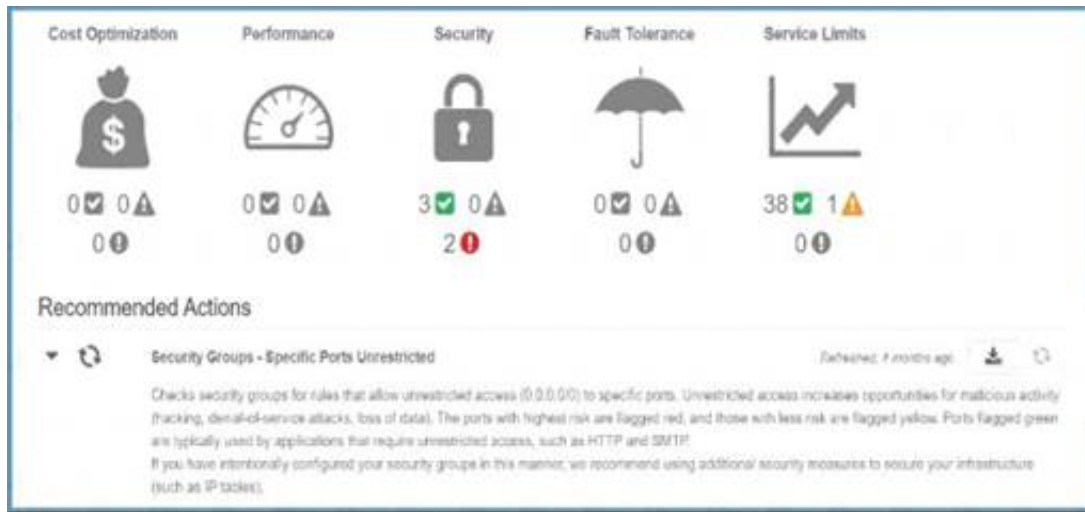 Cost Optimization Performance Security Fault Tolerance Service Limits
$
0 0 0 0 3 0 0 0 38 1
0 0 2 0 0
Recommended Actions
Security Groups - Specific Ports Unrestricted Refreshed: months ago
Checks security groups for rules that allow unrestricted access (0.0.0.0/0) to specific ports. Unrestricted access increases opportunities for malicious activity
(hacking, denial-of-service attacks, loss of data). The ports with highest risk are flagged red, and those with less risk are flagged yellow. Ports flagged green
are typically used by applications that require unrestricted access, such as HTTP and SMTP.
If you have intentionally configured your security groups in this manner, we recommend using additional security measures to secure your infrastructure
(such as IP tables).